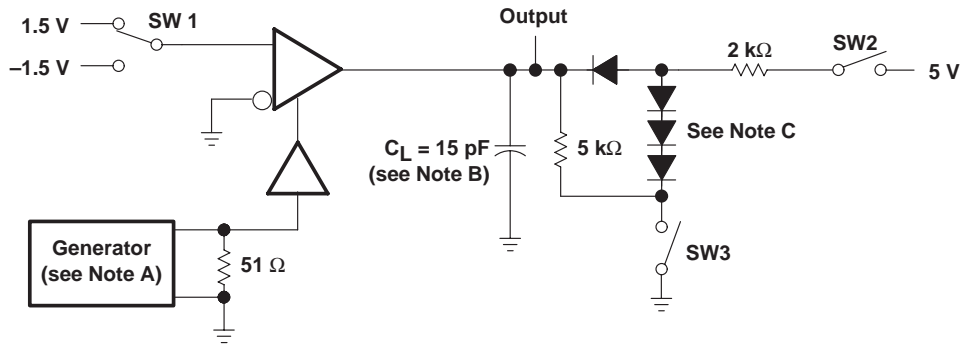 1.5 V
SW 1
–1.5 V
Output
2 kΩ
SW2
5 V
See Note C
5 kΩ
CL = 15 pF
(see Note B)
SW3
Generator
(see Note A)
51 Ω